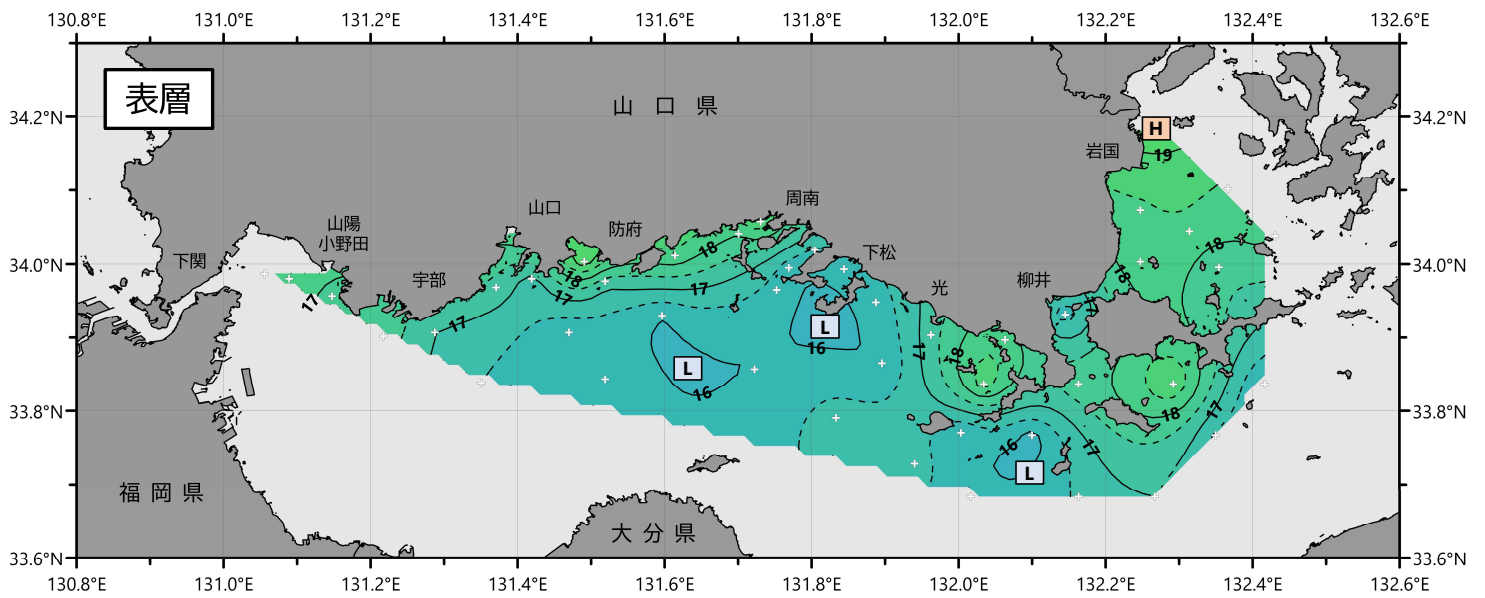 130.8°E 131.0°E 131.2°E 131.4°E 131.6°E 131.8°E 132.0°E 132.2°E 132.4°E 132.6°E
表層
山 口 県
34.2°N 34.2°N
H
岩国 19
周南
山口
山陽
小野田
防府
18 18
下松
下関
34.0°N 34.0°N
宇部 18 柳井 18
光
17 17 17 17
17 L
16 17 18
L
16
33.8°N 18 17 33.8°N
16 17
L
福 岡 県
大 分 県
33.6°N 33.6°N
130.8°E 131.0°E 131.2°E 131.4°E 131.6°E 131.8°E 132.0°E 132.2°E 132.4°E 132.6°E